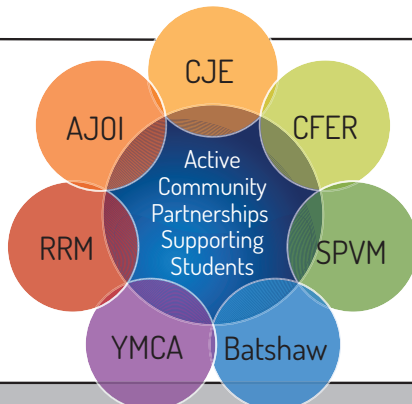 CJE
AJOI
CFER
Active
Community
Partnerships
Supporting
Students
RRM
SPVM
YMCA
Batshaw